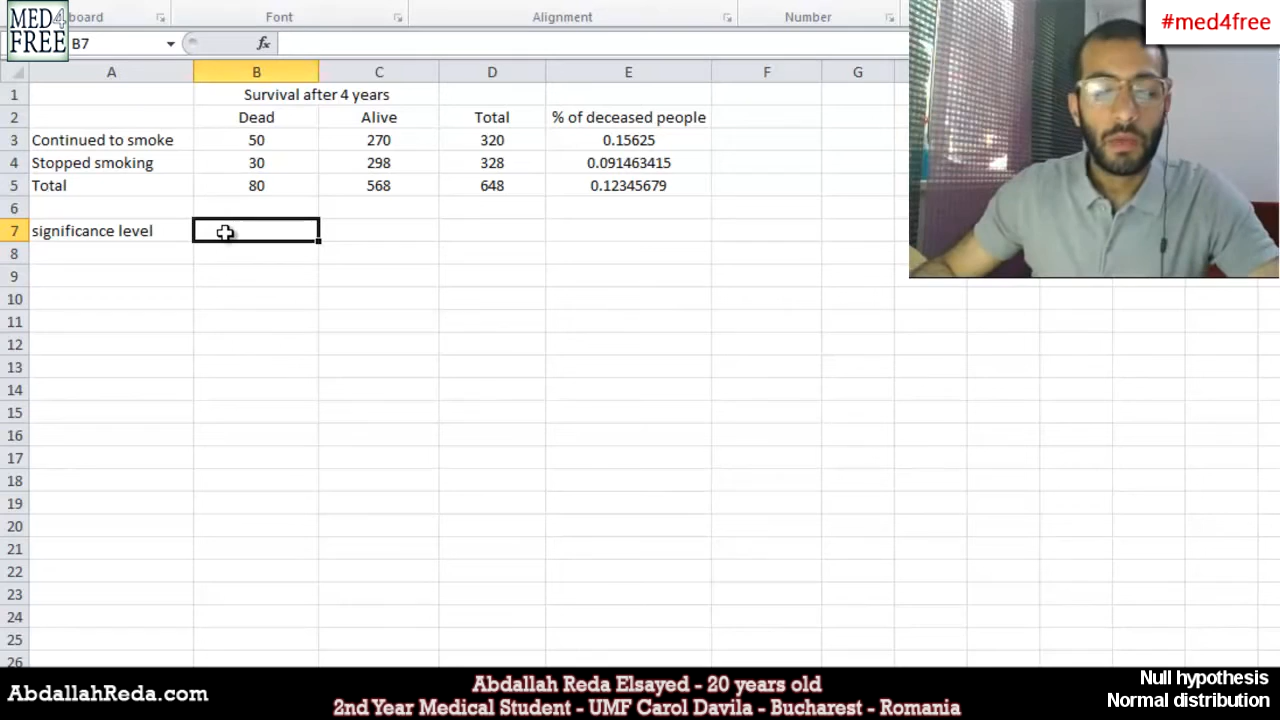 MED4
FREE
board
Font
Alignment
Number
#med4free
B7
fx
A
B
C
D
E
F
G
1 Survival after 4 years
2 Dead Alive Total % of deceased people
3 Continued to smoke 50 270 320 0.15625
4 Stopped smoking 30 298 328 0.091463415
5 Total 80 568 648 0.12345679
6
7 significance level
8
9
10
11
12
13
14
15
16
17
18
19
20
21
22
23
24
25
26
AbdallahReda.com
Abdallah Reda Elsayed - 20 years old
2nd Year Medical Student - UMF Carol Davila - Bucharest - Romania
Null hypothesis
Normal distribution